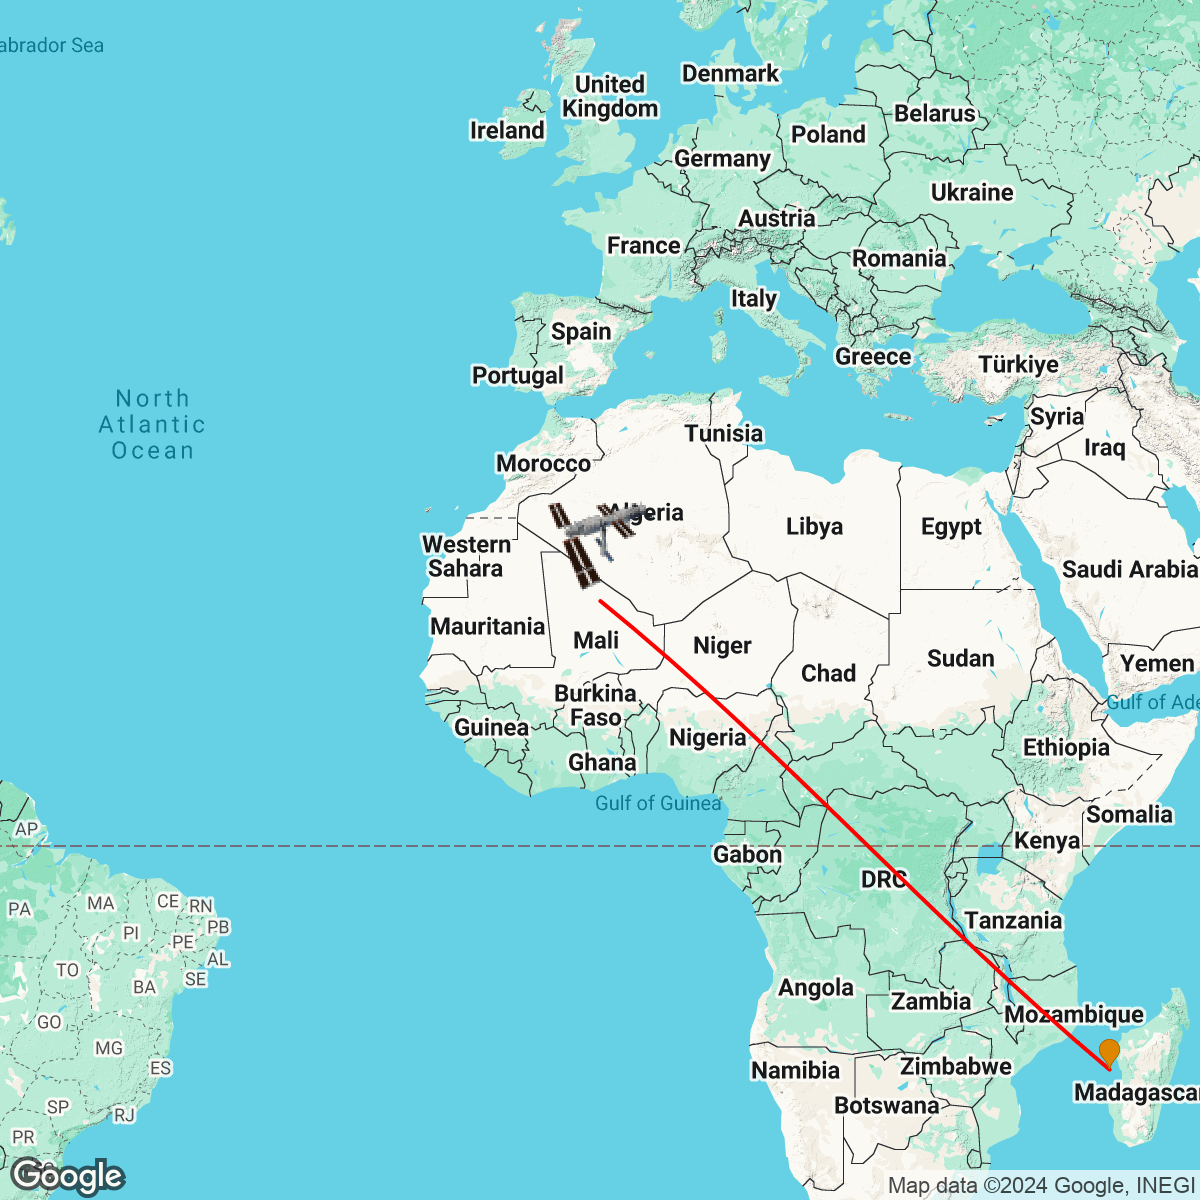 abrador Sea
Denmark
United
Kingdom
Belarus
Ireland
Poland
Germany
Ukraine
Austria
France
Romania
Italy
Spain
Greece
Türkiye
Portugal
North
Atlantic
Ocean
Syria
Tunisia
Iraq
Morocco
Algeria
Libya
Egypt
Western
Sahara
Saudi Arabia
Mauritania
Mali
Niger
Sudan
Yemen
Chad
Burkina
Faso
Gulf of Ade
Guinea
Nigeria
Ethiopia
Ghana
Gulf of Guinea
Somalia
AP
Kenya
Gabon
DRC
MA
CE
RN
PA
Tanzania
PB
PI
PE
AL
TO
SE
BA
Angola
Zambia
Mozambique
GO
MG
ES
Namibia
Zimbabwe
Madagascar
SP
Botswana
RJ
PR
Google
Map data ©2024 Google, INEGI